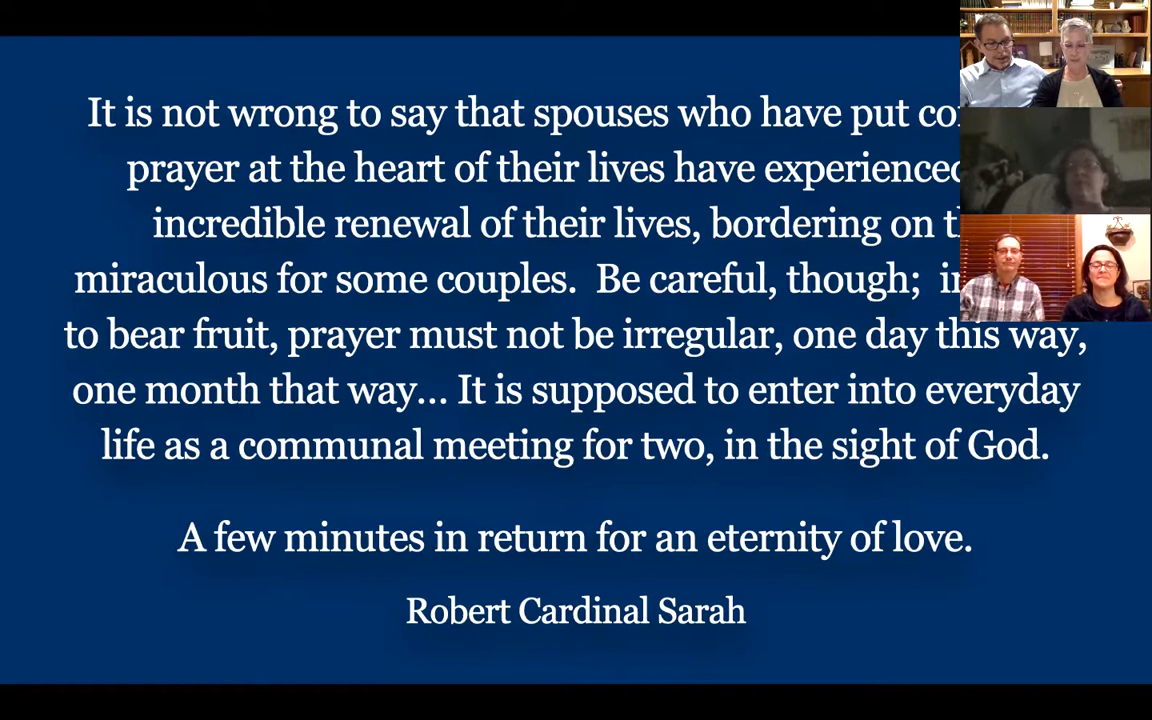 It is not wrong to say that spouses who have put
prayer at the heart of their lives have experienced
incredible renewal of their lives, bordering on
miraculous for some couples.  Be careful, though;
to bear fruit, prayer must not be irregular, one day this way,
one month that way... It is supposed to enter into everyday
life as a communal meeting for two, in the sight of God.
A few minutes in return for an eternity of love.
Robert Cardinal Sarah